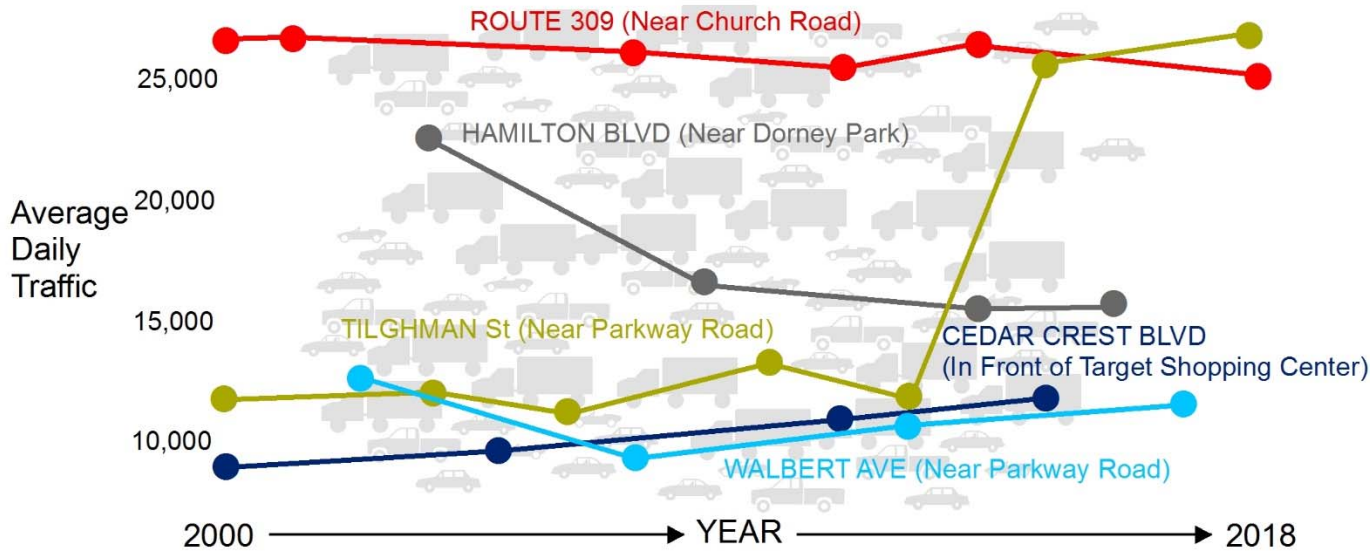 ROUTE 309 (Near Church Road)
25,000
HAMILTON BLVD (Near Dorney Park)
20,000
Average
Daily
Traffic
15,000
TILGHMAN St (Near Parkway Road)
CEDAR CREST BLVD
(In Front of Target Shopping Center)
10,000
WALBERT AVE (Near Parkway Road)
2000
YEAR
2018